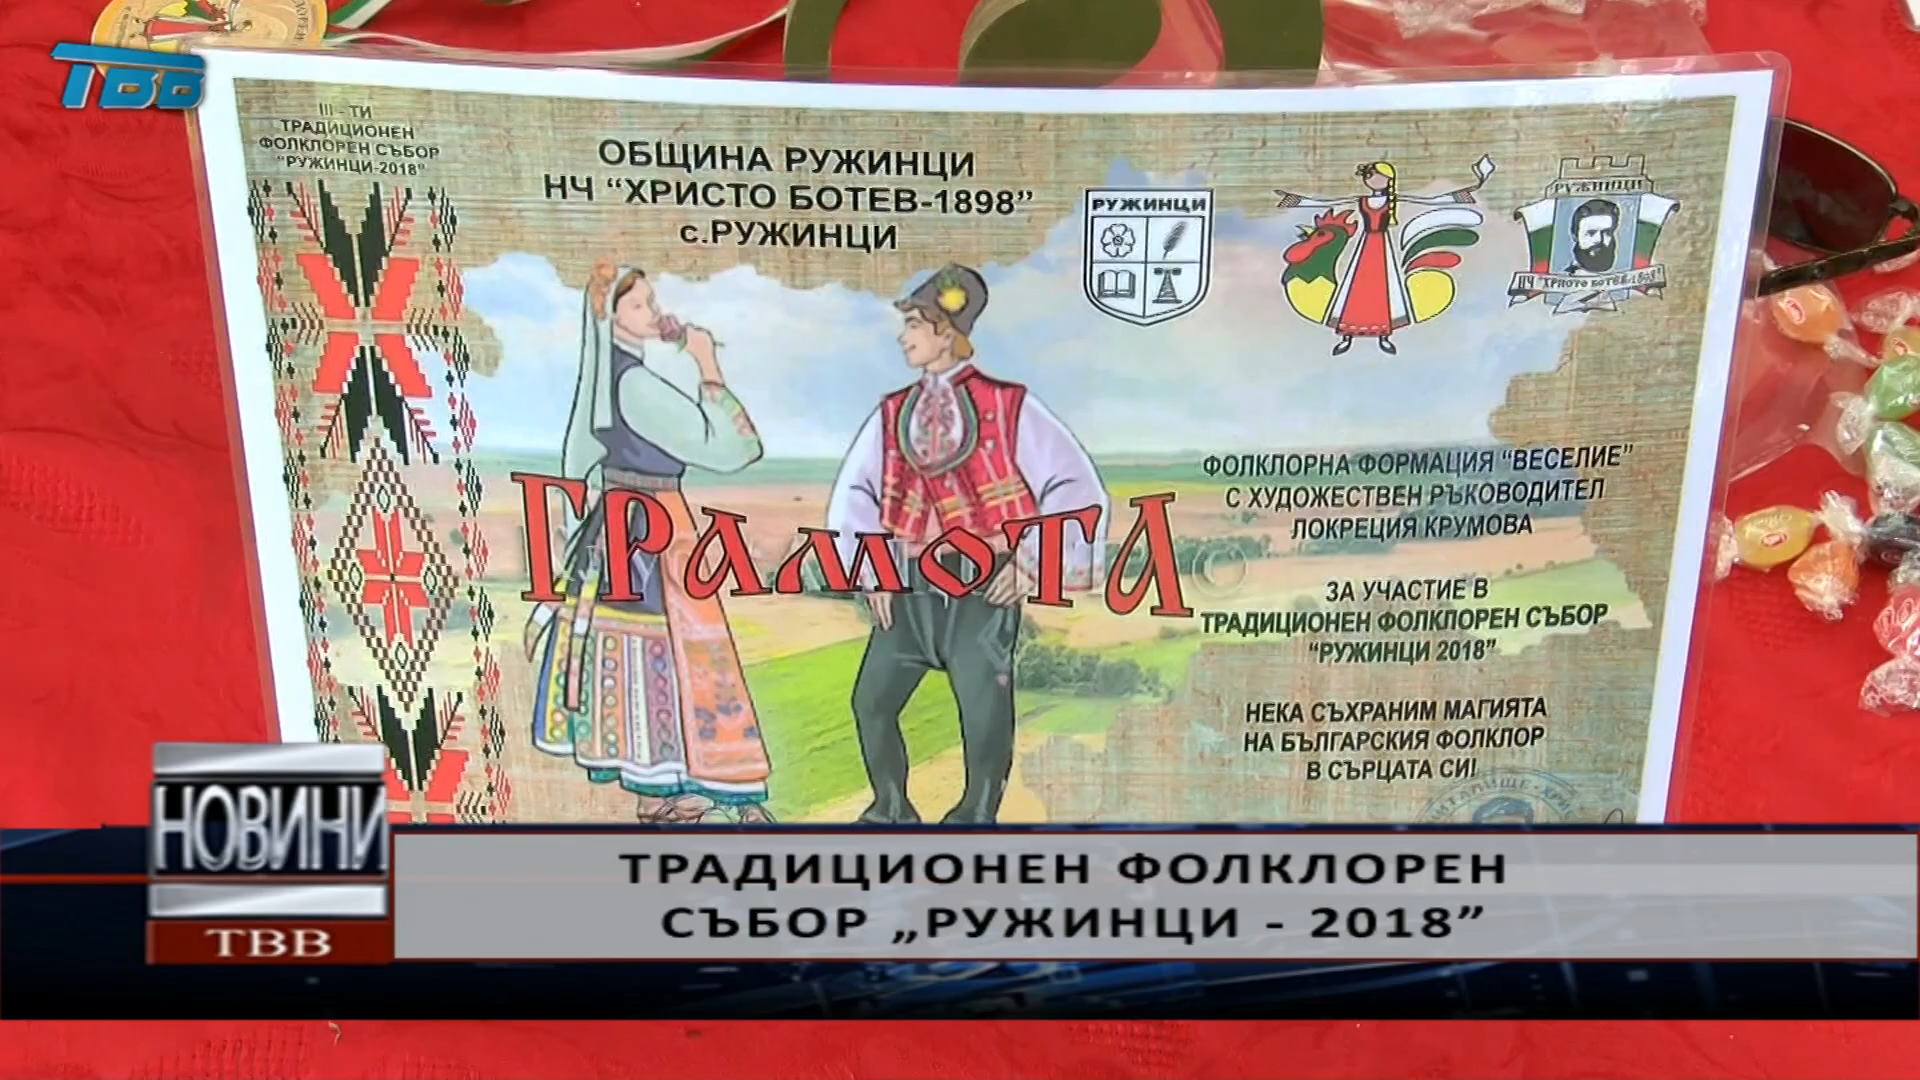 ТВВ
III - ТИ
ТРАДИЦИОНЕН
ФОЛКЛОРЕН СЪБОР
“РУЖИНЦИ-2018”
ОБЩИНА РУЖИНЦИ
НЧ “ХРИСТО БОТЕВ-1898”
с.РУЖИНЦИ
РУЖИНЦИ
РУЖИНЦИ
НЧ "ХРИСТО БОТЕВ-1898"
ГРАМОТА
ФОЛКЛОРНА ФОРМАЦИЯ “ВЕСЕЛИЕ”
С ХУДОЖЕСТВЕН РЪКОВОДИТЕЛ
ЛОКРЕЦИЯ КРУМОВА
ЗА УЧАСТИЕ В
ТРАДИЦИОНЕН ФОЛКЛОРЕН СЪБОР
“РУЖИНЦИ 2018”
НЕКА СЪХРАНИМ МАГИЯТА
НА БЪЛГАРСКИЯ ФОЛКЛОР
В СЪРЦАТА СИ!
НОВИНИ
ТВВ
ТРАДИЦИОНЕН ФОЛКЛОРЕН
СЪБОР „РУЖИНЦИ - 2018”